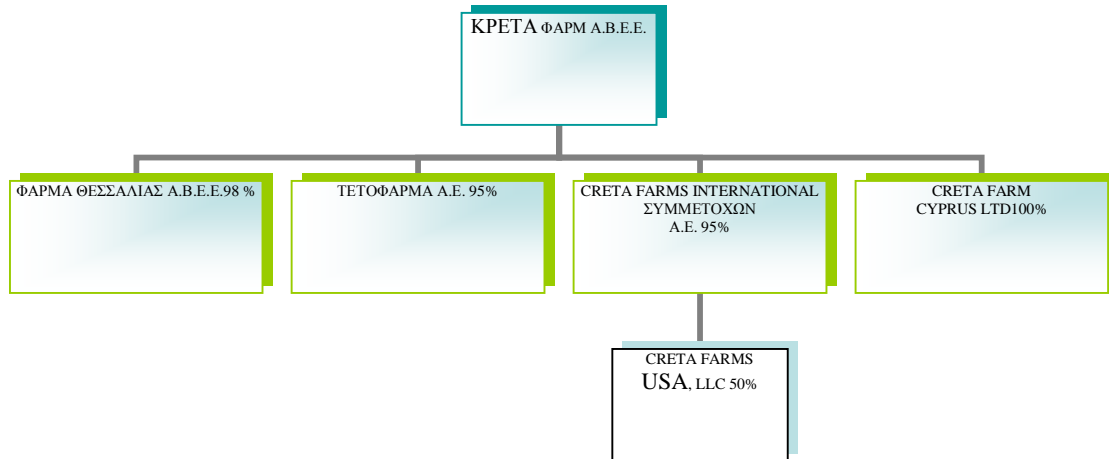 ΚΡΕΤΑ ΦΑΡΜ Α.Β.Ε.Ε.
ΦΑΡΜΑ ΘΕΣΣΑΛΙΑΣ Α.Β.Ε.Ε.98 %
ΤΕΤΟΦΑΡΜΑ Α.Ε. 95%
CRETA FARMS INTERNATIONAL
ΣΥΜΜΕΤΟΧΩΝ
Α.Ε. 95%
CRETA FARM
CYPRUS LTD100%
CRETA FARMS
USA, LLC 50%